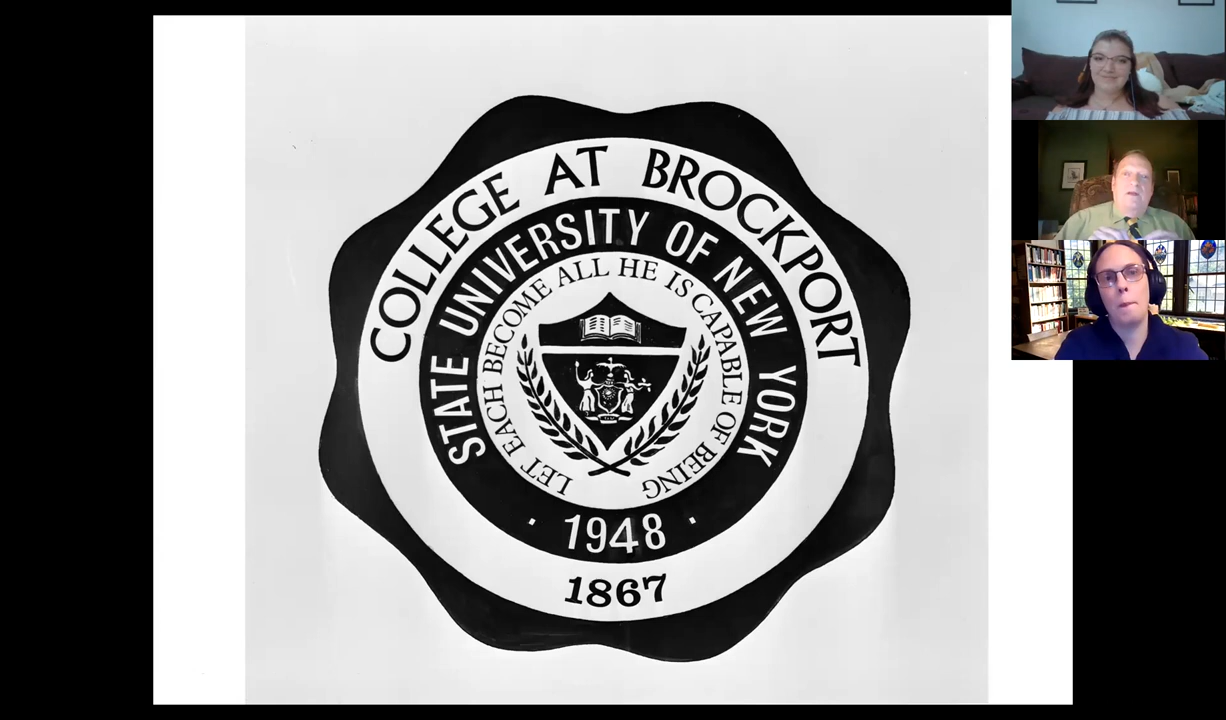 COLLEGE AT BROCKPORT
STATE UNIVERSITY OF NEW YORK
LET EACH BECOME ALL HE IS CAPABLE OF BEING
· 1948 ·
1867